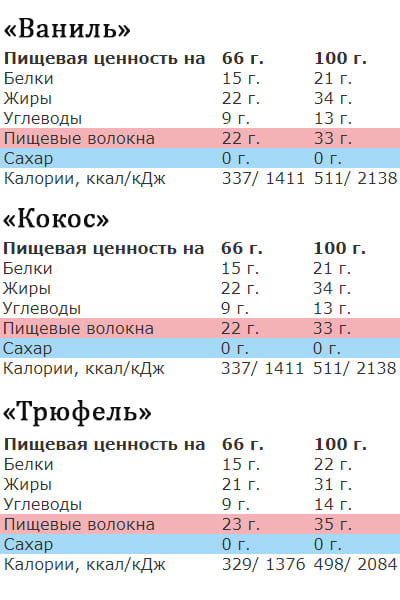 «Ваниль»
Пищевая ценность на 66 г. 100 г.
Белки 15 г. 21 г.
Жиры 22 г. 34 г.
Углеводы 9 г. 13 г.
Пищевые волокна 22 г. 33 г.
Сахар 0 г. 0 г.
Калории, ккал/кДж 337/ 1411 511/ 2138
«Кокос»
Пищевая ценность на 66 г. 100 г.
Белки 15 г. 21 г.
Жиры 22 г. 34 г.
Углеводы 9 г. 13 г.
Пищевые волокна 22 г. 33 г.
Сахар 0 г. 0 г.
Калории, ккал/кДж 337/ 1411 511/ 2138
«Трюфель»
Пищевая ценность на 66 г. 100 г.
Белки 15 г. 22 г.
Жиры 21 г. 31 г.
Углеводы 9 г. 14 г.
Пищевые волокна 23 г. 35 г.
Сахар 0 г. 0 г.
Калории, ккал/кДж 329/ 1376 498/ 2084